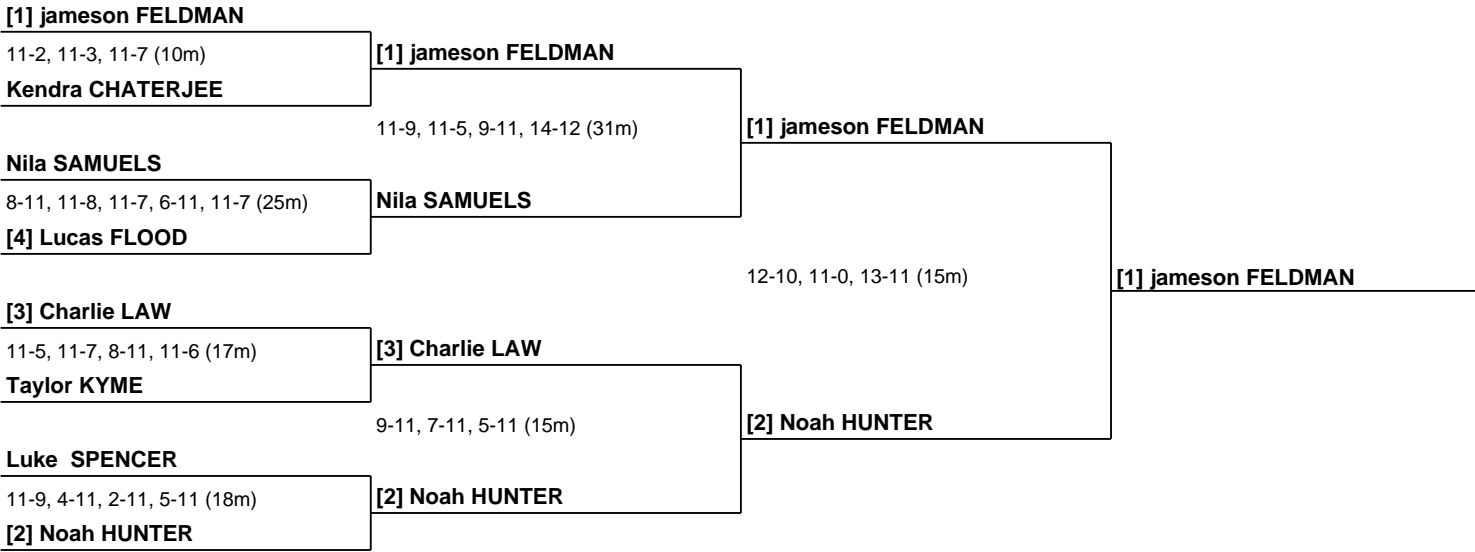 [1] jameson FELDMAN
11-2, 11-3, 11-7 (10m)
Kendra CHATERJEE
Nila SAMUELS
8-11, 11-8, 11-7, 6-11, 11-7 (25m)
[4] Lucas FLOOD
[3] Charlie LAW
11-5, 11-7, 8-11, 11-6 (17m)
Taylor KYME
Luke  SPENCER
11-9, 4-11, 2-11, 5-11 (18m)
[2] Noah HUNTER
[1] jameson FELDMAN
11-9, 11-5, 9-11, 14-12 (31m)
Nila SAMUELS
[3] Charlie LAW
9-11, 7-11, 5-11 (15m)
[2] Noah HUNTER
[1] jameson FELDMAN
12-10, 11-0, 13-11 (15m)
[2] Noah HUNTER
[1] jameson FELDMAN